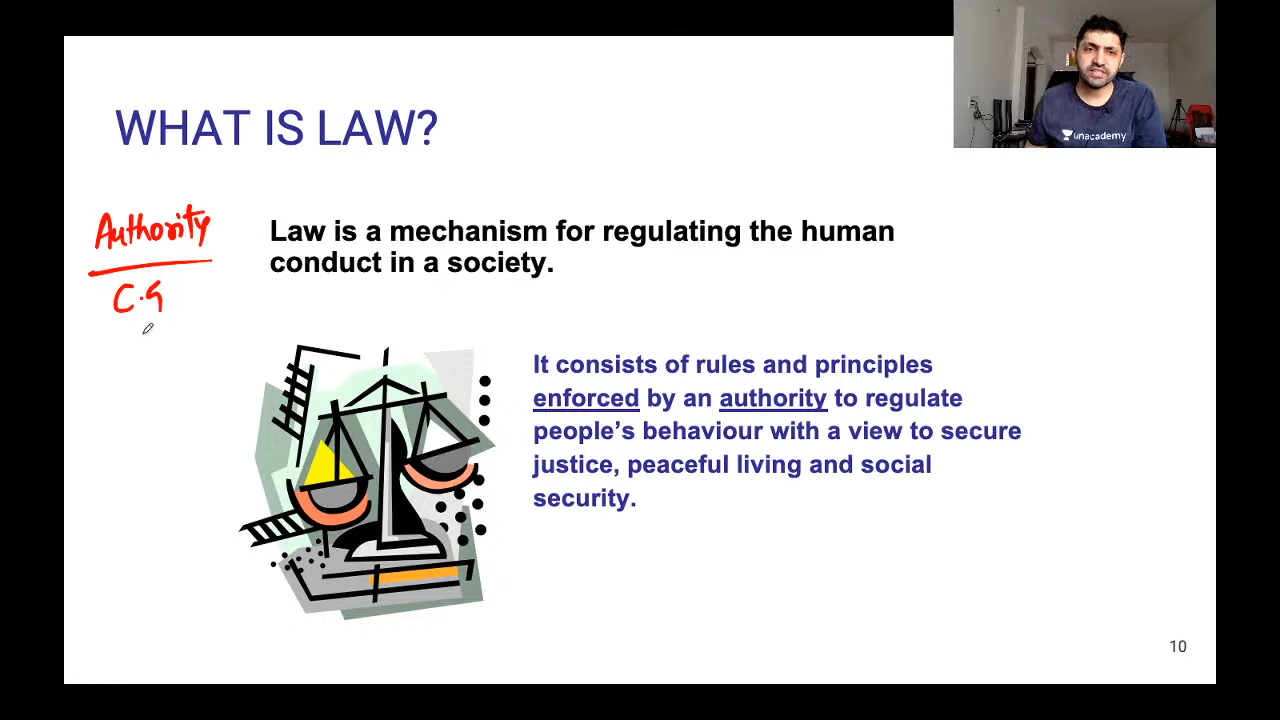 unacademy
WHAT IS LAW?
Authority
C.G
Law is a mechanism for regulating the human
conduct in a society.
It consists of rules and principles
enforced by an authority to regulate
people’s behaviour with a view to secure
justice, peaceful living and social
security.
10